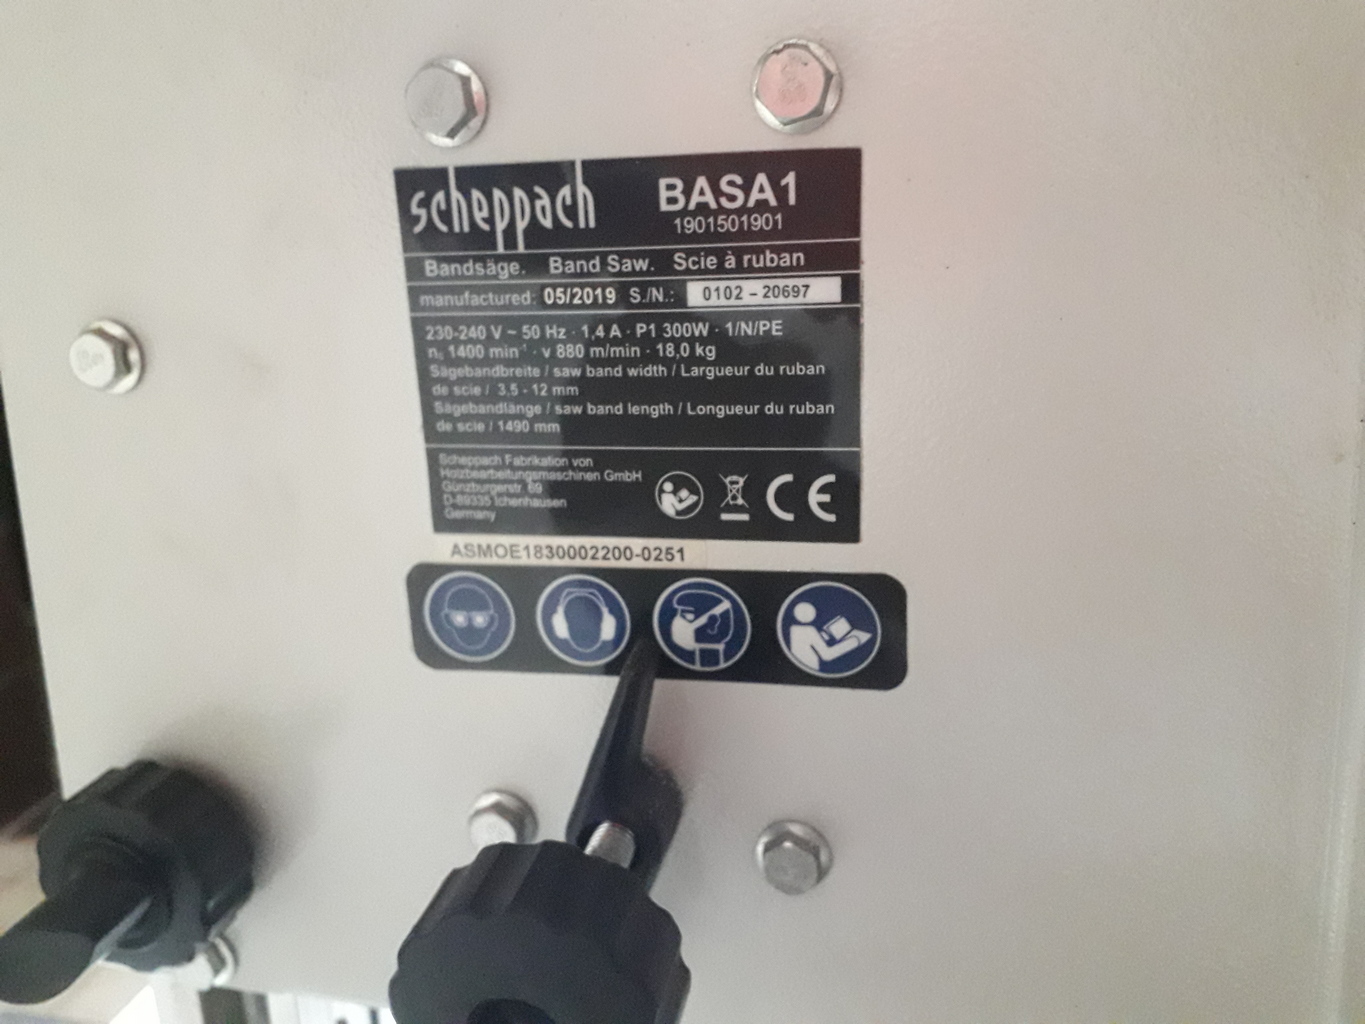 scheppach BASA1
1901501901
Bandsäge. Band Saw. Scie à ruban
manufactured: 05/2019 S./N.: 0102 – 20697
230-240 V ~ 50 Hz · 1,4 A · P1 300W · 1/N/PE
n₀ 1400 min⁻¹ · v 880 m/min · 18,0 kg
Sägebandbreite / saw band width / Largueur du ruban
de scie / 3,5 - 12 mm
Sägebandlänge / saw band length / Longueur du ruban
de scie / 1490 mm
Scheppach Fabrikation von
Holzbearbeitungsmaschinen GmbH
Günzburgerstr. 69
D-89335 Ichenhausen
Germany
CE
ASMOE1830002200-0251